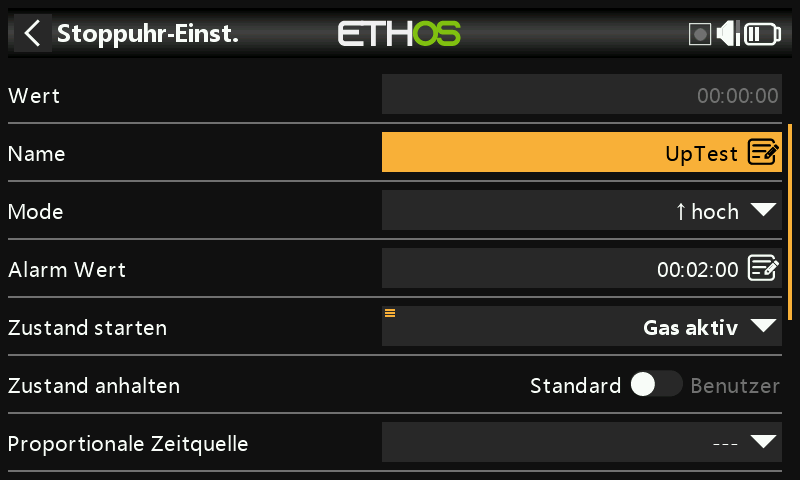 Stoppuhr-Einst. ETHOS
Wert 00:00:00
Name UpTest
Mode ↑hoch
Alarm Wert 00:02:00
Zustand starten Gas aktiv
Zustand anhalten Standard Benutzer
Proportionale Zeitquelle ---